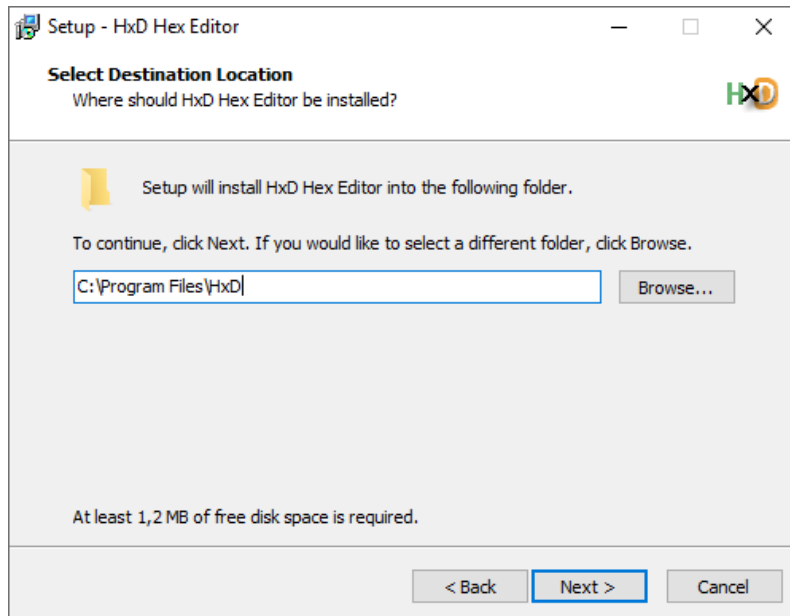 Setup - HxD Hex Editor
Select Destination Location
Where should HxD Hex Editor be installed?
HxD
Setup will install HxD Hex Editor into the following folder.
To continue, click Next. If you would like to select a different folder, click Browse.
C:\Program Files\HxD
Browse...
At least 1,2 MB of free disk space is required.
< Back
Next >
Cancel